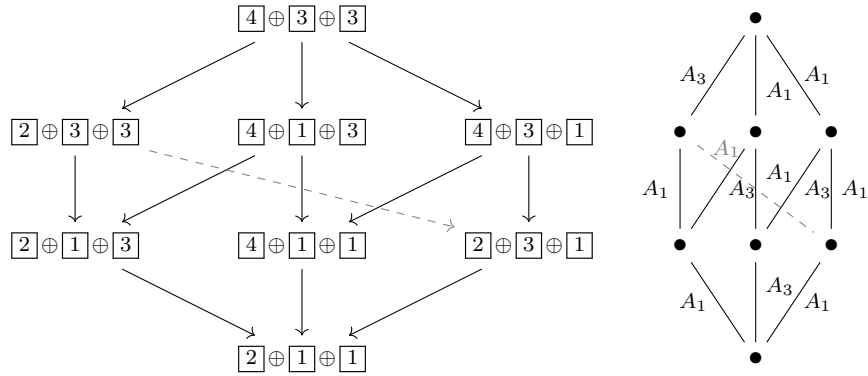 4 ⊕ 3 ⊕ 3
A₃ A₁ A₁
2 ⊕ 3 ⊕ 3 4 ⊕ 1 ⊕ 3 4 ⊕ 3 ⊕ 1
A₁
A₁ A₃ A₁ A₃ A₁
2 ⊕ 1 ⊕ 3 4 ⊕ 1 ⊕ 1 2 ⊕ 3 ⊕ 1
A₁ A₃ A₁
2 ⊕ 1 ⊕ 1